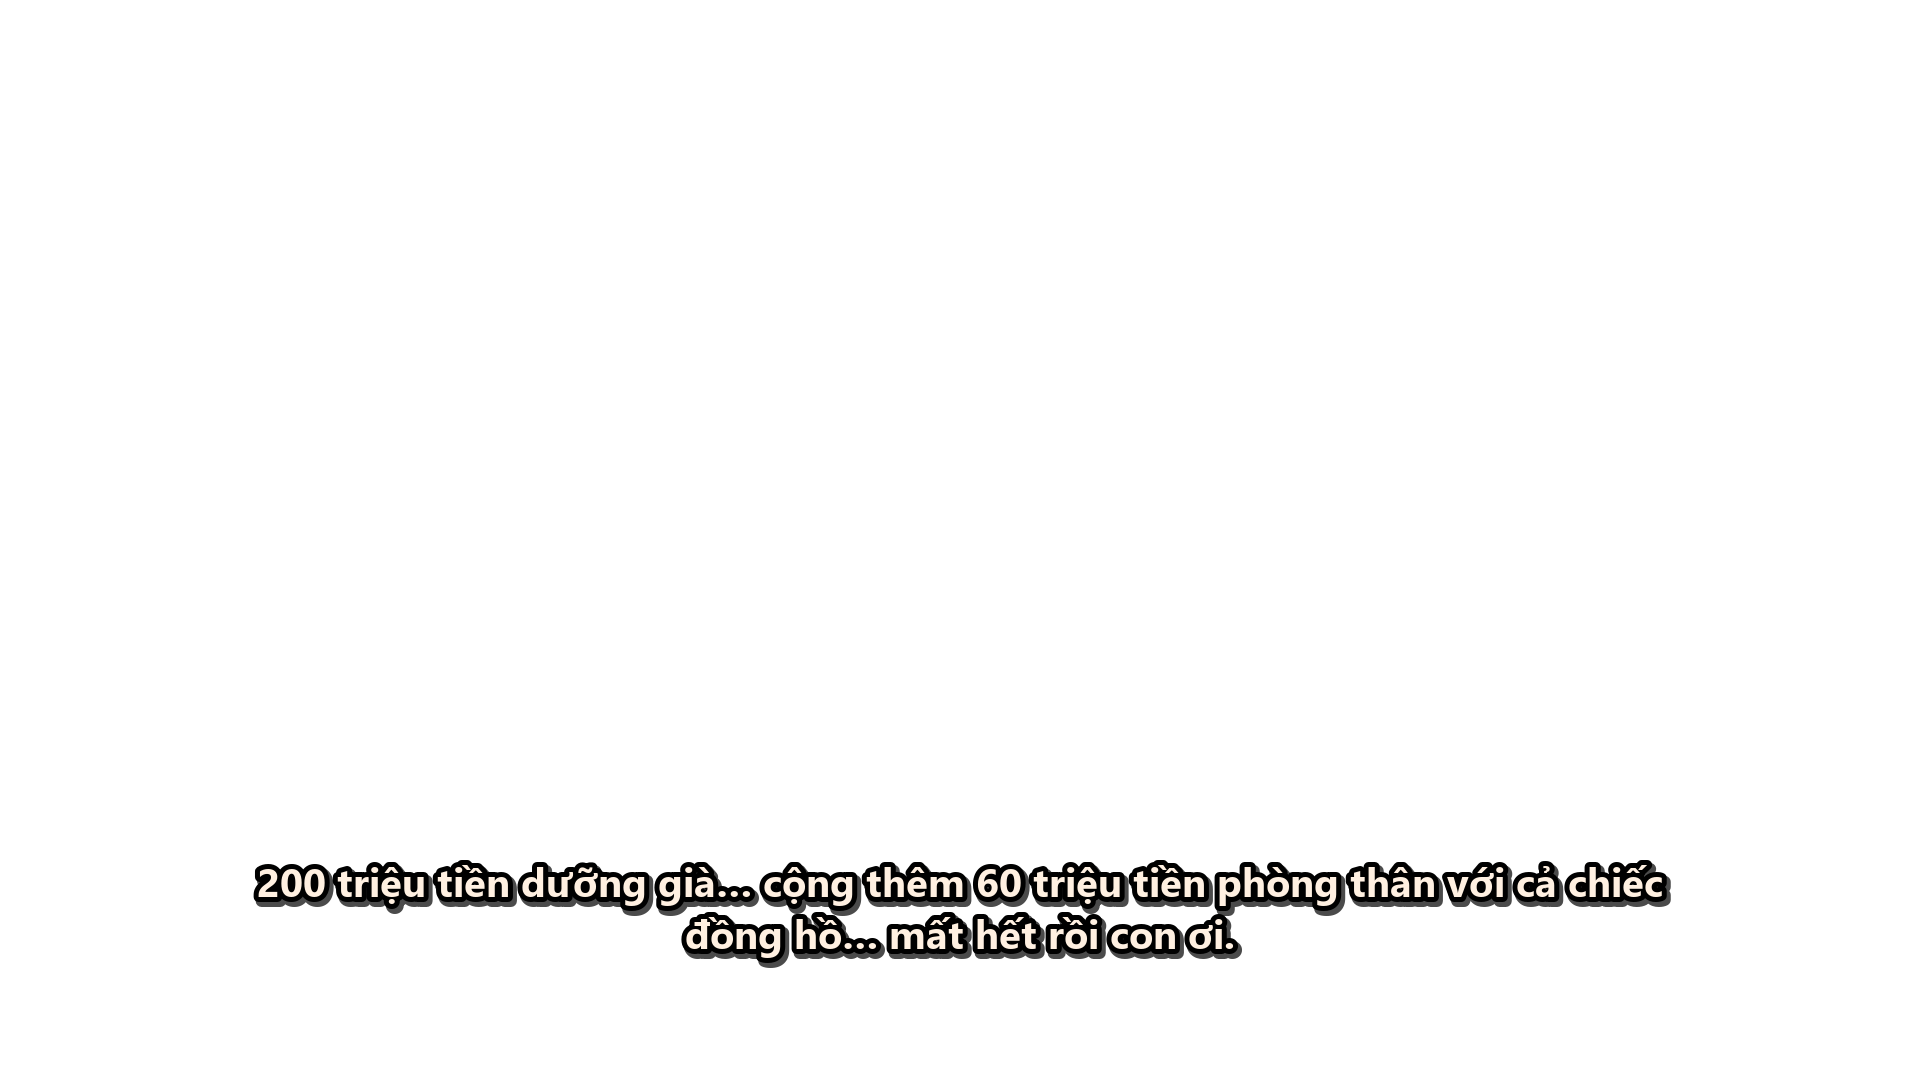 200 triệu tiền dưỡng già... cộng thêm 60 triệu tiền phòng thân với cả chiếc
đồng hồ... mất hết rồi con ơi.